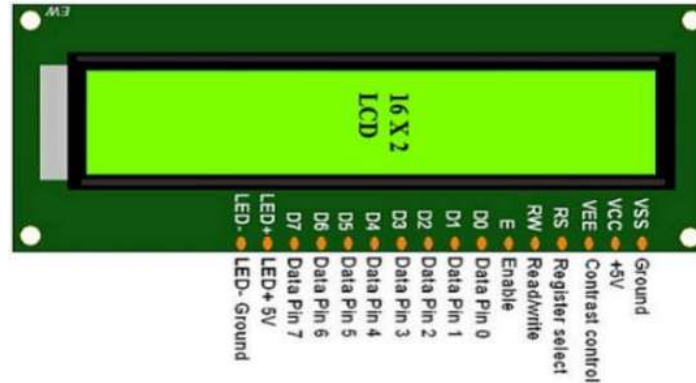 EW
16 X 2
LCD
VSS Ground
VCC +5V
VEE Contrast control
RS Register select
RW Read/write
E Enable
D0 Data Pin 0
D1 Data Pin 1
D2 Data Pin 2
D3 Data Pin 3
D4 Data Pin 4
D5 Data Pin 5
D6 Data Pin 6
D7 Data Pin 7
LED+ LED+ 5V
LED- LED- Ground